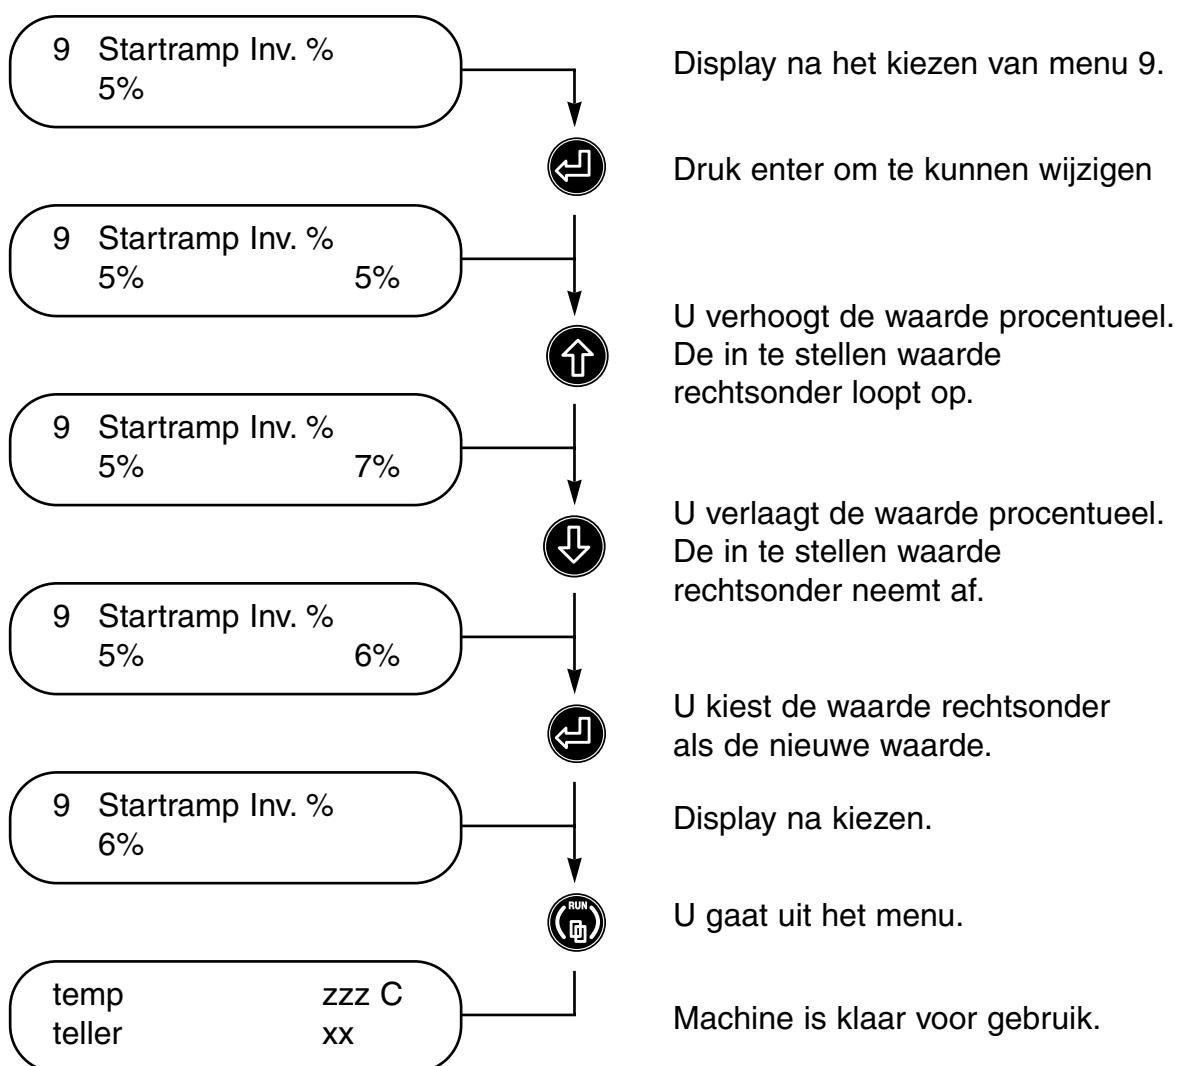 9 Startramp Inv. %
5%
Display na het kiezen van menu 9.
Druk enter om te kunnen wijzigen
9 Startramp Inv. %
5% 5%
U verhoogt de waarde procentueel.
De in te stellen waarde
rechtsonder loopt op.
9 Startramp Inv. %
5% 7%
U verlaagt de waarde procentueel.
De in te stellen waarde
rechtsonder neemt af.
9 Startramp Inv. %
5% 6%
U kiest de waarde rechtsonder
als de nieuwe waarde.
9 Startramp Inv. %
6%
Display na kiezen.
RUN
U gaat uit het menu.
temp zzz C
teller xx
Machine is klaar voor gebruik.